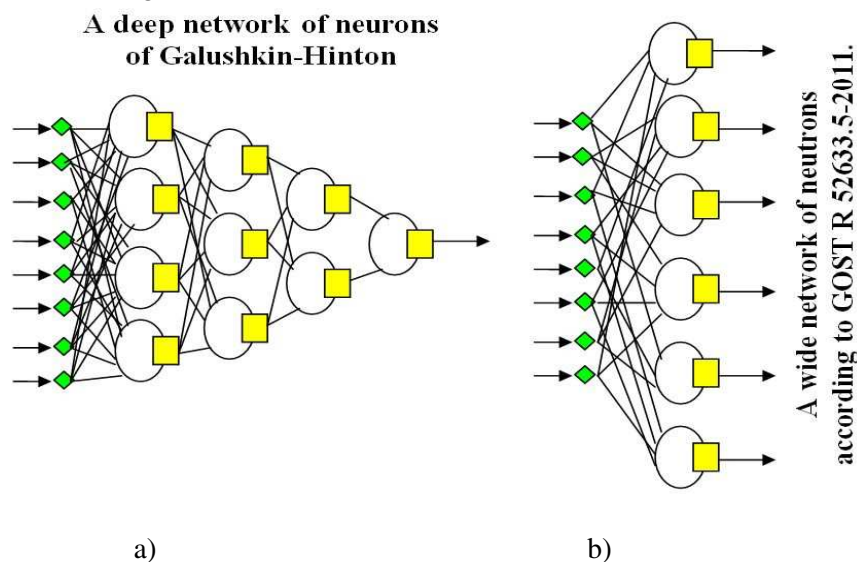 A deep network of neurons
of Galushkin-Hinton
A wide network of neutrons
according to GOST R 52633.5-2011.
a)
b)